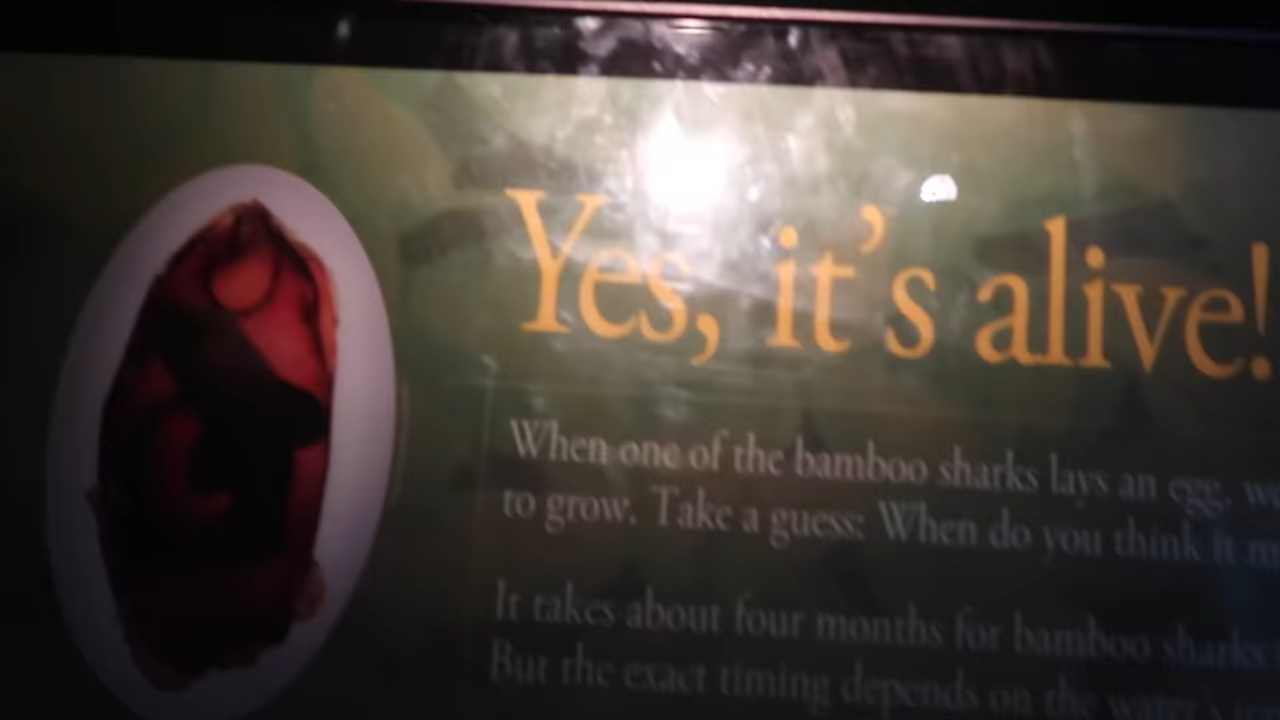 Yes, it's alive!
When one of the bamboo sharks lays an egg, we
to grow. Take a guess: When do you think it
It takes about four months for bamboo sharks
But the exact timing depends on the water's